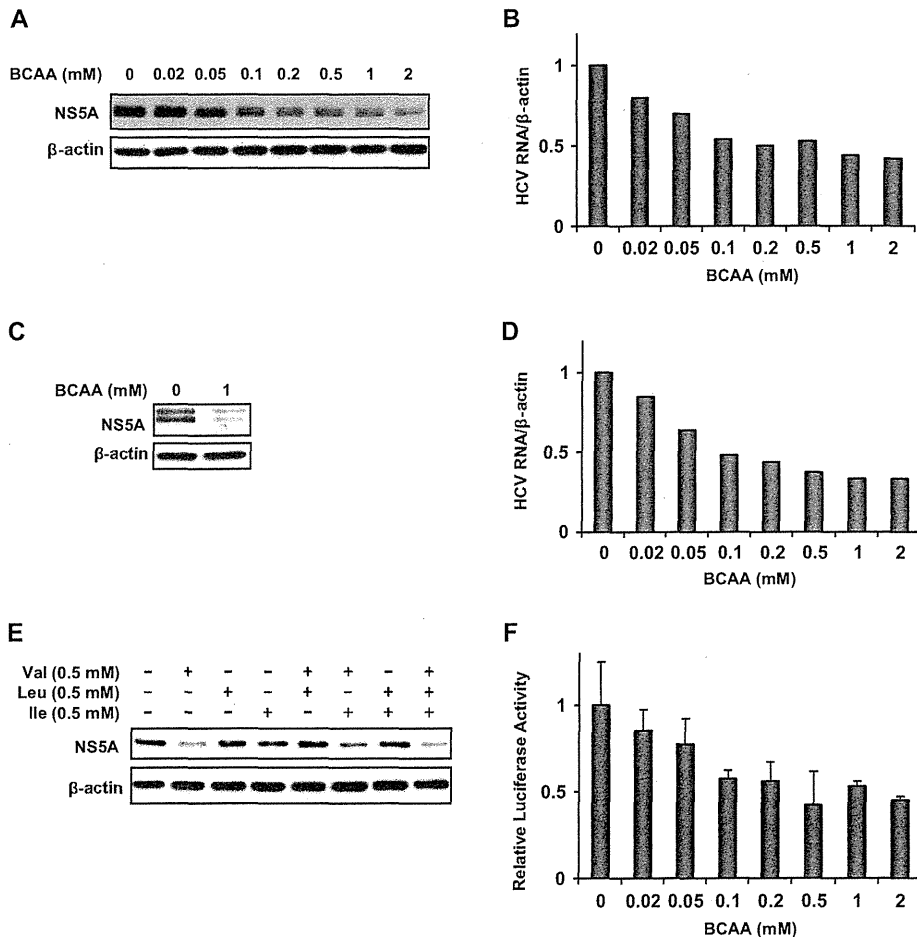 A
BCAA (mM) 0 0.02 0.05 0.1 0.2 0.5 1 2
NS5A
β-actin
B
HCV RNA/β-actin
1
0.5
0
0 0.02 0.05 0.1 0.2 0.5 1 2
BCAA (mM)
C
BCAA (mM) 0 1
NS5A
β-actin
D
HCV RNA/β-actin
1
0.5
0
0 0.02 0.05 0.1 0.2 0.5 1 2
BCAA (mM)
E
Val (0.5 mM) – + – – + + – +
Leu (0.5 mM) – – + – + – + +
Ile (0.5 mM) – – – + – + + +
NS5A
β-actin
F
Relative Luciferase Activity
1
0.5
0
0 0.02 0.05 0.1 0.2 0.5 1 2
BCAA (mM)